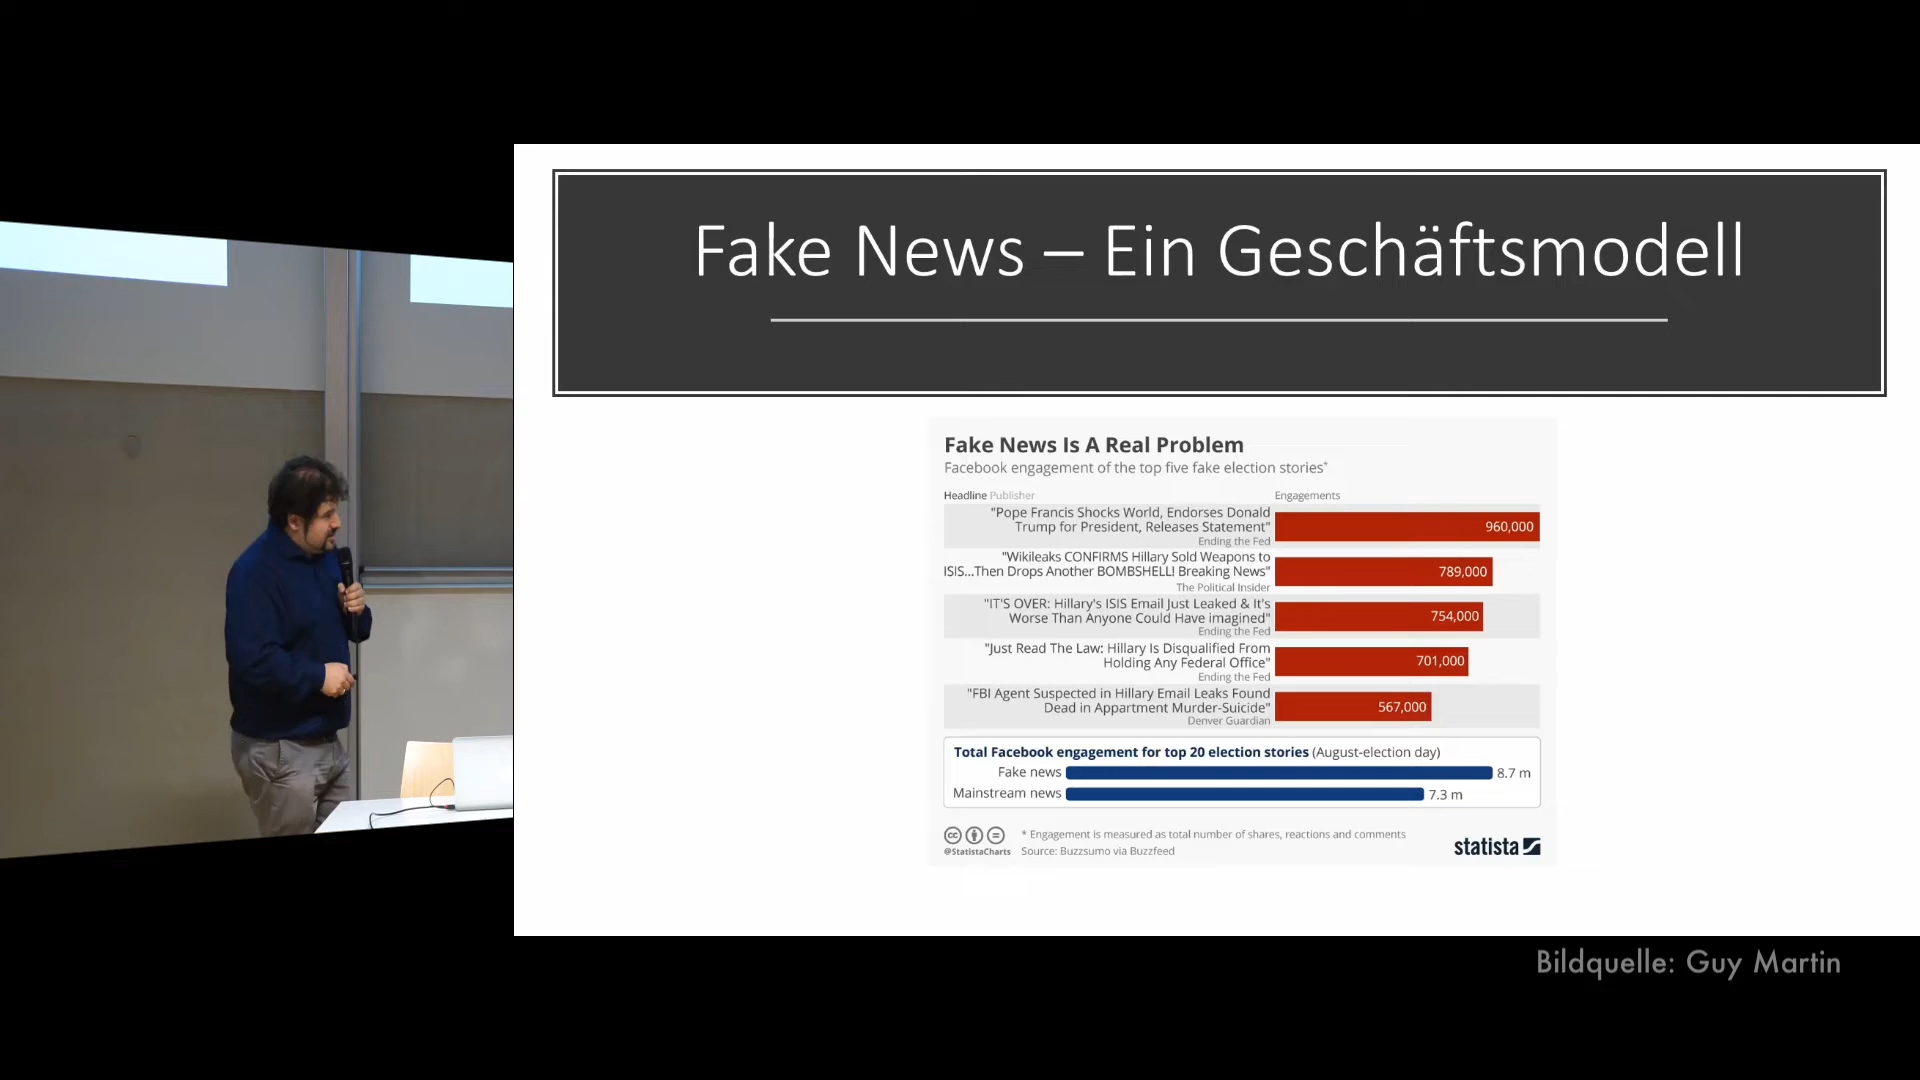 Fake News – Ein Geschäftsmodell
Fake News Is A Real Problem
Facebook engagement of the top five fake election stories*
Headline Publisher
Engagements
"Pope Francis Shocks World, Endorses Donald
Trump for President, Releases Statement"
Ending the Fed
960,000
"Wikileaks CONFIRMS Hillary Sold Weapons to
ISIS...Then Drops Another BOMBSHELL! Breaking News"
The Political Insider
789,000
"IT'S OVER: Hillary's ISIS Email Just Leaked & It's
Worse Than Anyone Could Have imagined"
Ending the Fed
754,000
"Just Read The Law: Hillary Is Disqualified From
Holding Any Federal Office"
Ending the Fed
701,000
"FBI Agent Suspected in Hillary Email Leaks Found
Dead in Appartment Murder-Suicide"
Denver Guardian
567,000
Total Facebook engagement for top 20 election stories (August-election day)
Fake news 8.7 m
Mainstream news 7.3 m
* Engagement is measured as total number of shares, reactions and comments
@StatistaCharts Source: Buzzsumo via Buzzfeed
statista
Bildquelle: Guy Martin